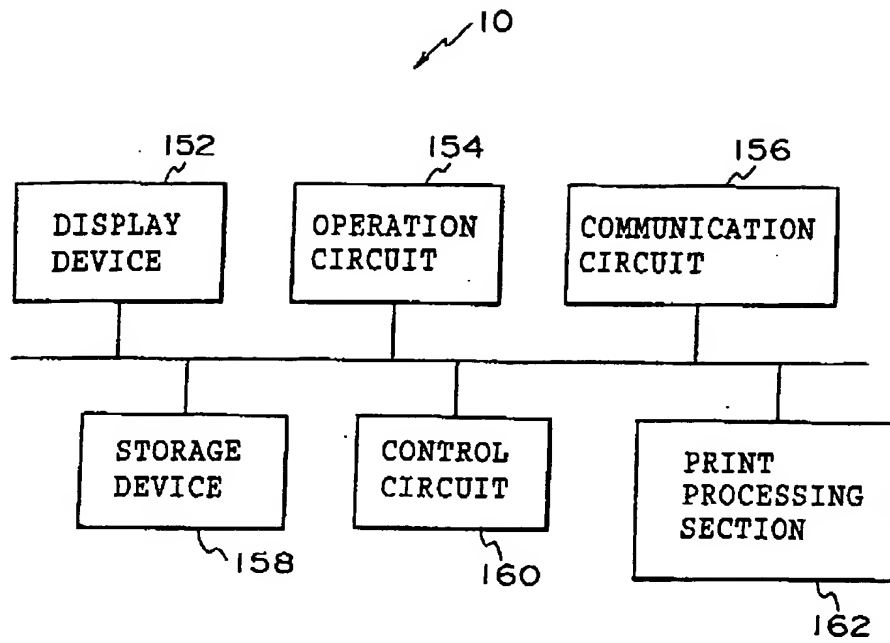 10
152
154
156
DISPLAY
DEVICE
OPERATION
CIRCUIT
COMMUNICATION
CIRCUIT
STORAGE
DEVICE
CONTROL
CIRCUIT
PRINT
PROCESSING
SECTION
158
160
162